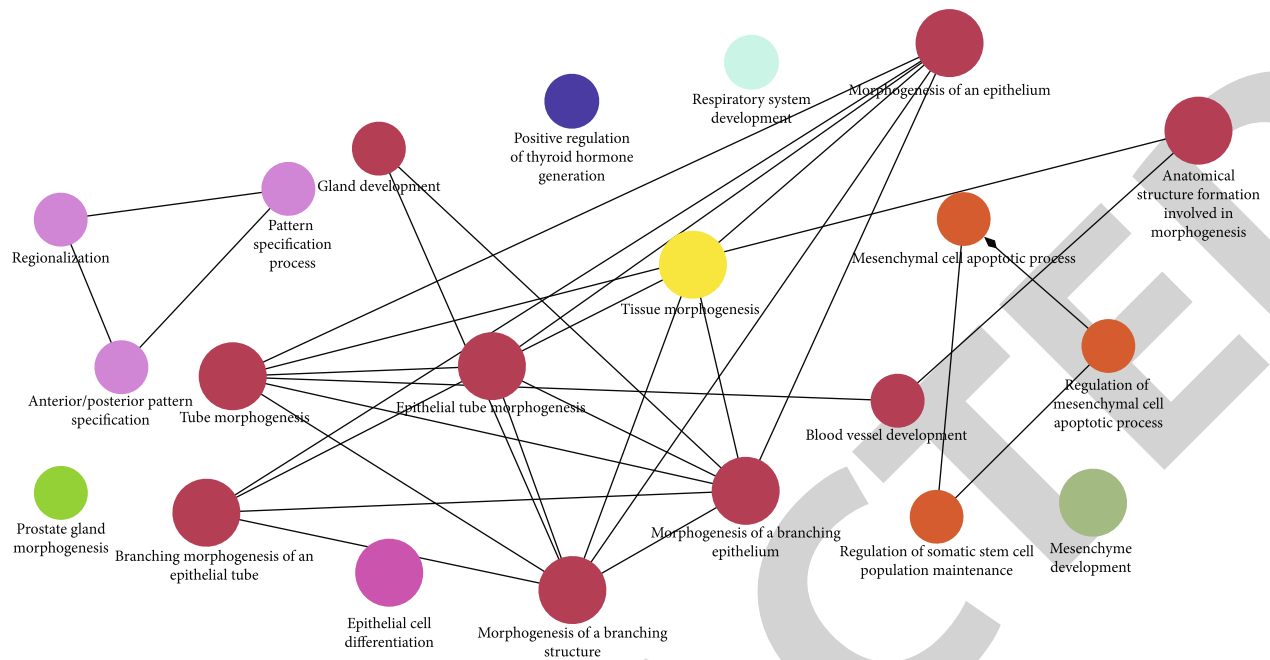 Morphogenesis of an epithelium
Respiratory system
development
Positive regulation
of thyroid hormone
generation
Gland development
Anatomical
structure formation
involved in
morphogenesis
Pattern
specification
process
Regionalization
Mesenchymal cell apoptotic process
Tissue morphogenesis
Regulation of
mesenchymal cell
apoptotic process
Anterior/posterior pattern
specification
Tube morphogenesis
Epithelial tube morphogenesis
Blood vessel development
Prostate gland
morphogenesis
Branching morphogenesis of an
epithelial tube
Morphogenesis of a branching
epithelium
Regulation of somatic stem cell
population maintenance
Mesenchyme
development
Epithelial cell
differentiation
Morphogenesis of a branching
structure
CTED